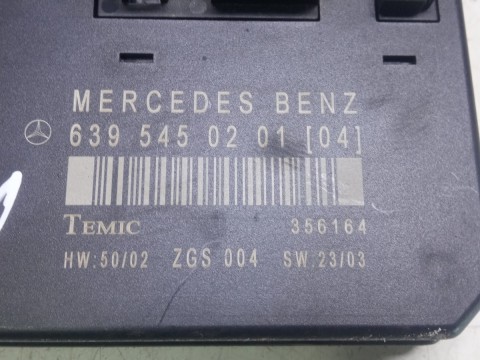 MERCEDES BENZ
639 545 02 01 [04]
TEMIC 356164
HW:50/02 ZGS 004 SW:23/03